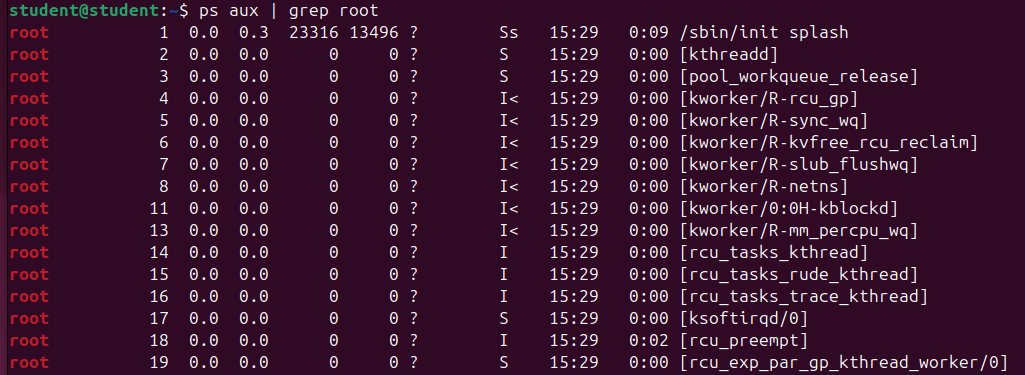 student@student:~$ ps aux | grep root
root           1  0.0  0.3  23316 13496 ?        Ss   15:29   0:09 /sbin/init splash
root           2  0.0  0.0      0     0 ?        S    15:29   0:00 [kthreadd]
root           3  0.0  0.0      0     0 ?        S    15:29   0:00 [pool_workqueue_release]
root           4  0.0  0.0      0     0 ?        I<   15:29   0:00 [kworker/R-rcu_gp]
root           5  0.0  0.0      0     0 ?        I<   15:29   0:00 [kworker/R-sync_wq]
root           6  0.0  0.0      0     0 ?        I<   15:29   0:00 [kworker/R-kvfree_rcu_reclaim]
root           7  0.0  0.0      0     0 ?        I<   15:29   0:00 [kworker/R-slub_flushwq]
root           8  0.0  0.0      0     0 ?        I<   15:29   0:00 [kworker/R-netns]
root          11  0.0  0.0      0     0 ?        I<   15:29   0:00 [kworker/0:0H-kblockd]
root          13  0.0  0.0      0     0 ?        I<   15:29   0:00 [kworker/R-mm_percpu_wq]
root          14  0.0  0.0      0     0 ?        I    15:29   0:00 [rcu_tasks_kthread]
root          15  0.0  0.0      0     0 ?        I    15:29   0:00 [rcu_tasks_rude_kthread]
root          16  0.0  0.0      0     0 ?        I    15:29   0:00 [rcu_tasks_trace_kthread]
root          17  0.0  0.0      0     0 ?        S    15:29   0:00 [ksoftirqd/0]
root          18  0.0  0.0      0     0 ?        I    15:29   0:02 [rcu_preempt]
root          19  0.0  0.0      0     0 ?        S    15:29   0:00 [rcu_exp_par_gp_kthread_worker/0]